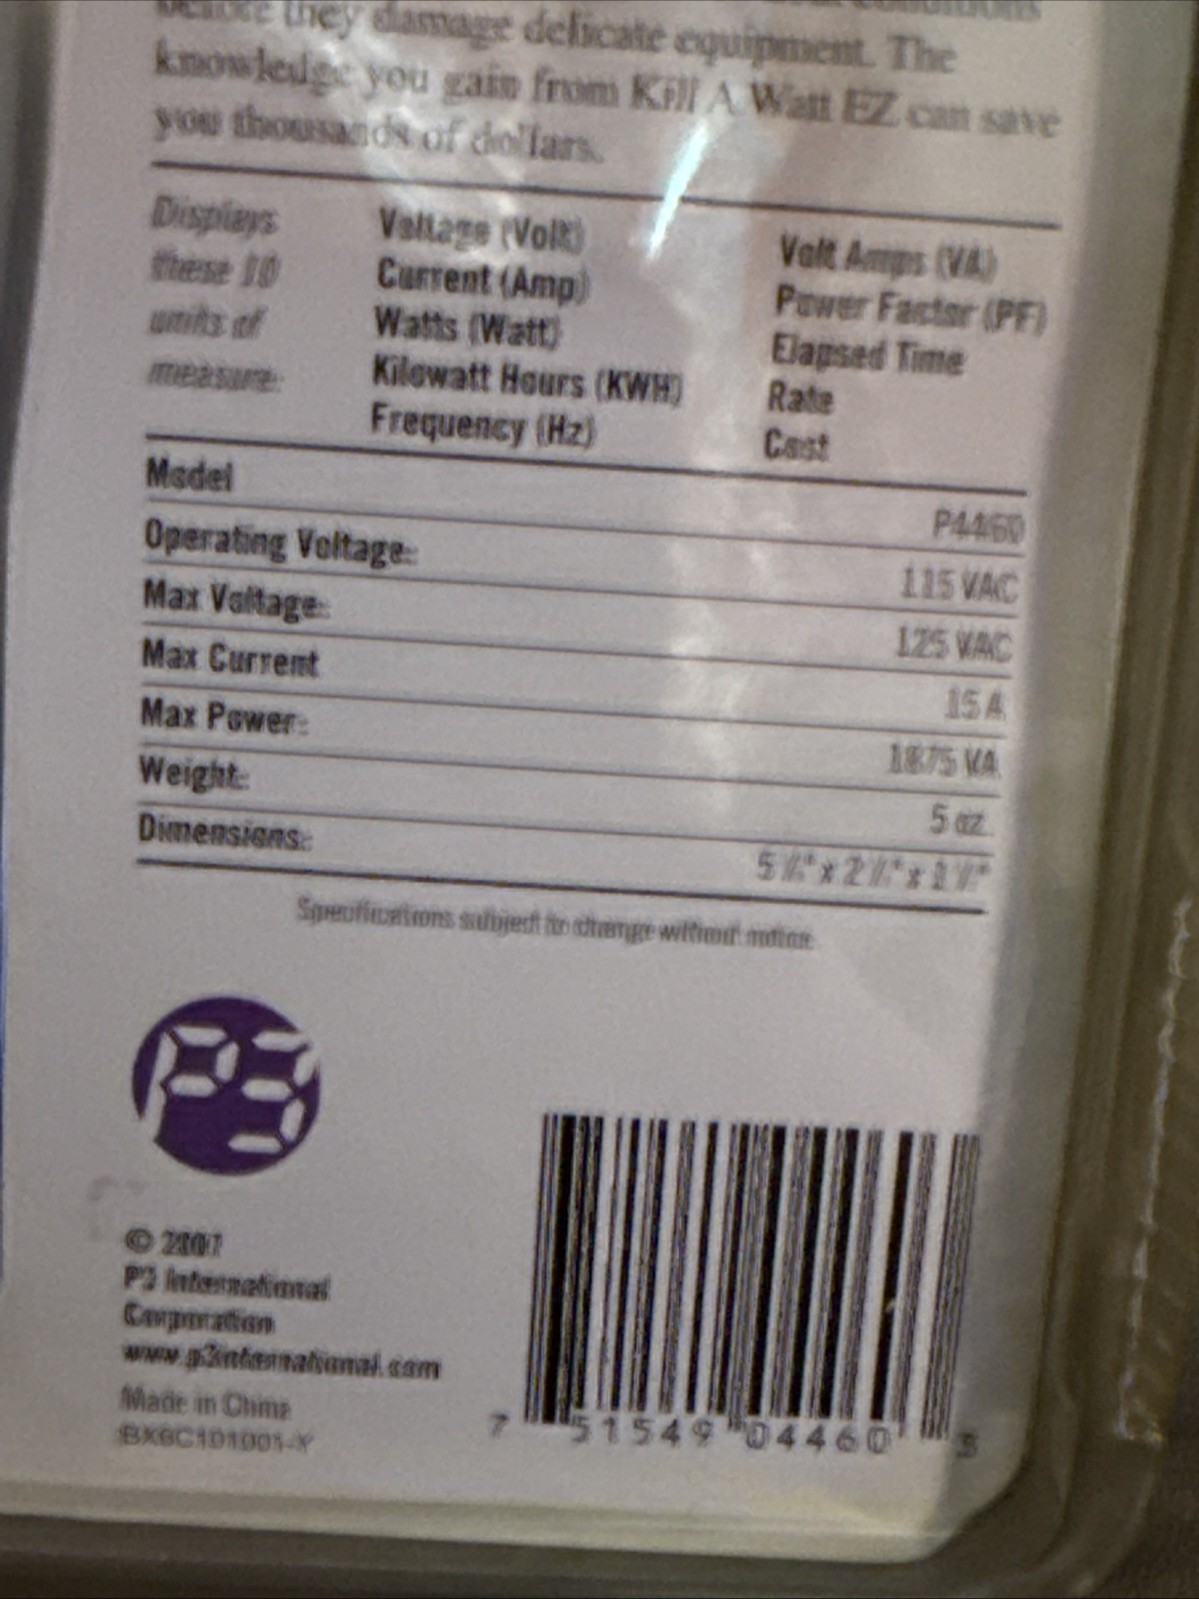 before they damage delicate equipment. The
knowledge you gain from Kill A Watt EZ can save
you thousands of dollars.
Displays these 10 units of measure:
Voltage (Volt)
Current (Amp)
Watts (Watt)
Kilowatt Hours (KWH)
Frequency (Hz)
Volt Amps (VA)
Power Factor (PF)
Elapsed Time
Rate
Cost
Model P4460
Operating Voltage: 115 VAC
Max Voltage: 125 VAC
Max Current 15 A
Max Power: 1875 VA
Weight: 5 oz.
Dimensions:
Specifications subject to change without notice.
P3
© 2007
P3 International
Corporation
www.p3international.com
Made in China
7 51549 04460